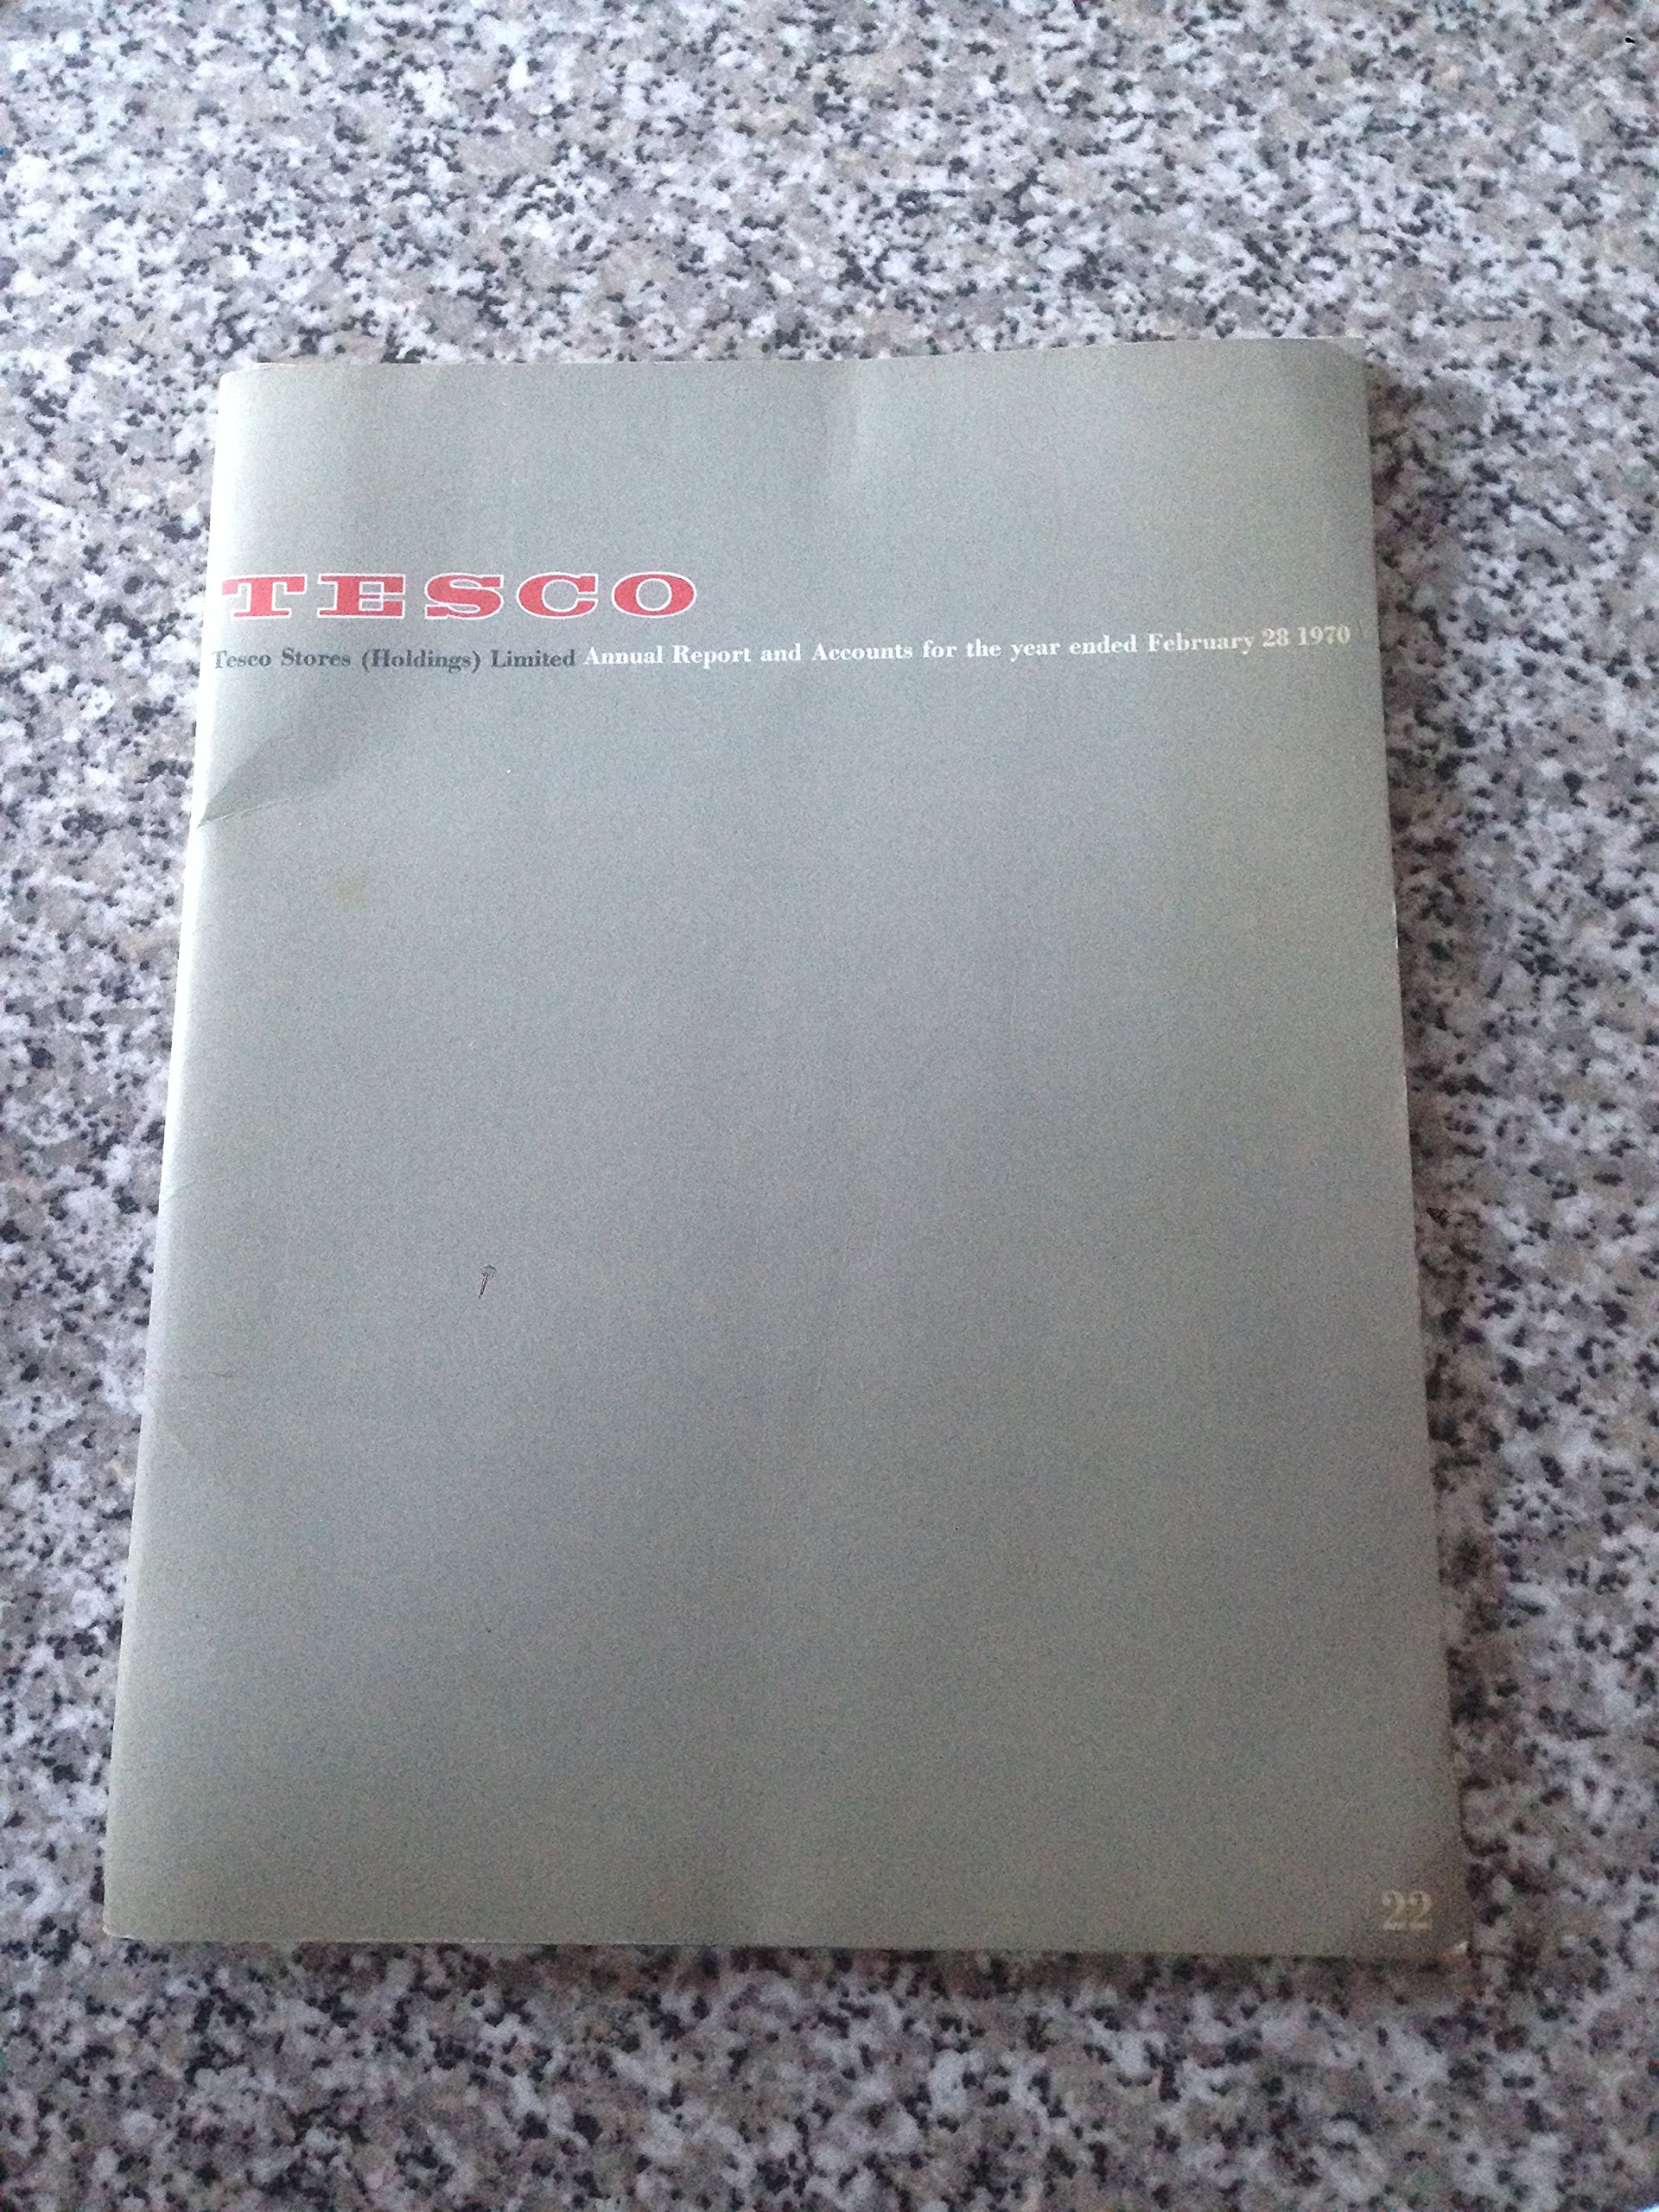 TESCO
Tesco Stores (Holdings) Limited Annual Report and Accounts for the year ended February 28 1970
22